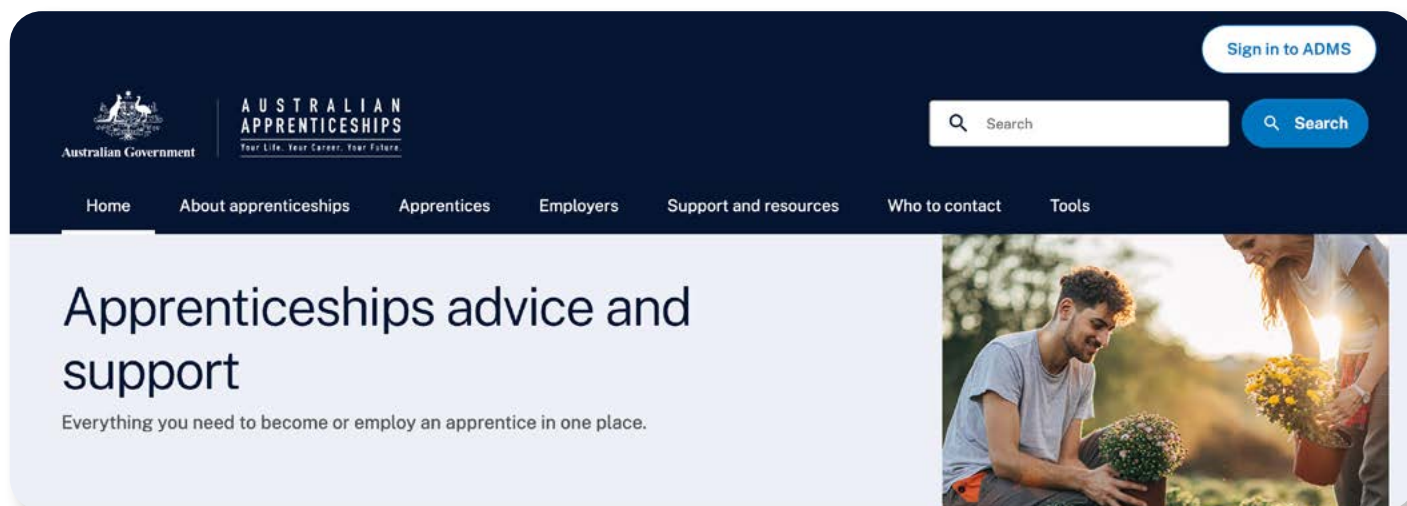 Sign in to ADMS
Australian Government
AUSTRALIAN
APPRENTICESHIPS
Your Life. Your Career. Your Future.
Search
Search
Home About apprenticeships Apprentices Employers Support and resources Who to contact Tools
Apprenticeships advice and
support
Everything you need to become or employ an apprentice in one place.